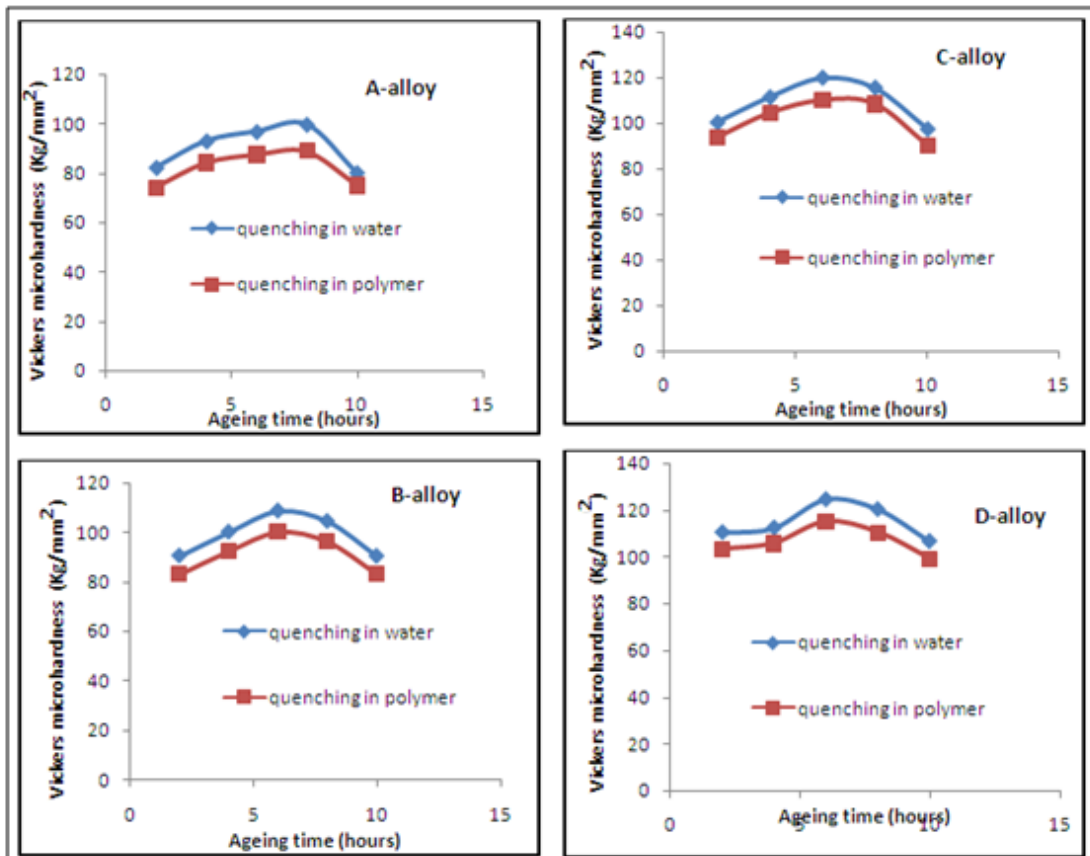 A-alloy
Vickers microhardness (Kg/mm²)
120
100
80
60
40
20
0
quenching in water
quenching in polymer
0 5 10 15
Ageing time (hours)
C-alloy
Vickers microhardness (Kg/mm²)
140
120
100
80
60
40
20
0
quenching in water
quenching in polymer
0 5 10 15
Ageing time (hours)
B-alloy
Vickers microhardness (Kg/mm²)
120
100
80
60
40
20
0
quenching in water
quenching in polymer
0 5 10 15
Ageing time (hours)
D-alloy
Vickers microhardness (Kg/mm²)
140
120
100
80
60
40
20
0
quenching in water
quenching in polymer
0 5 10 15
Ageing time (hours)